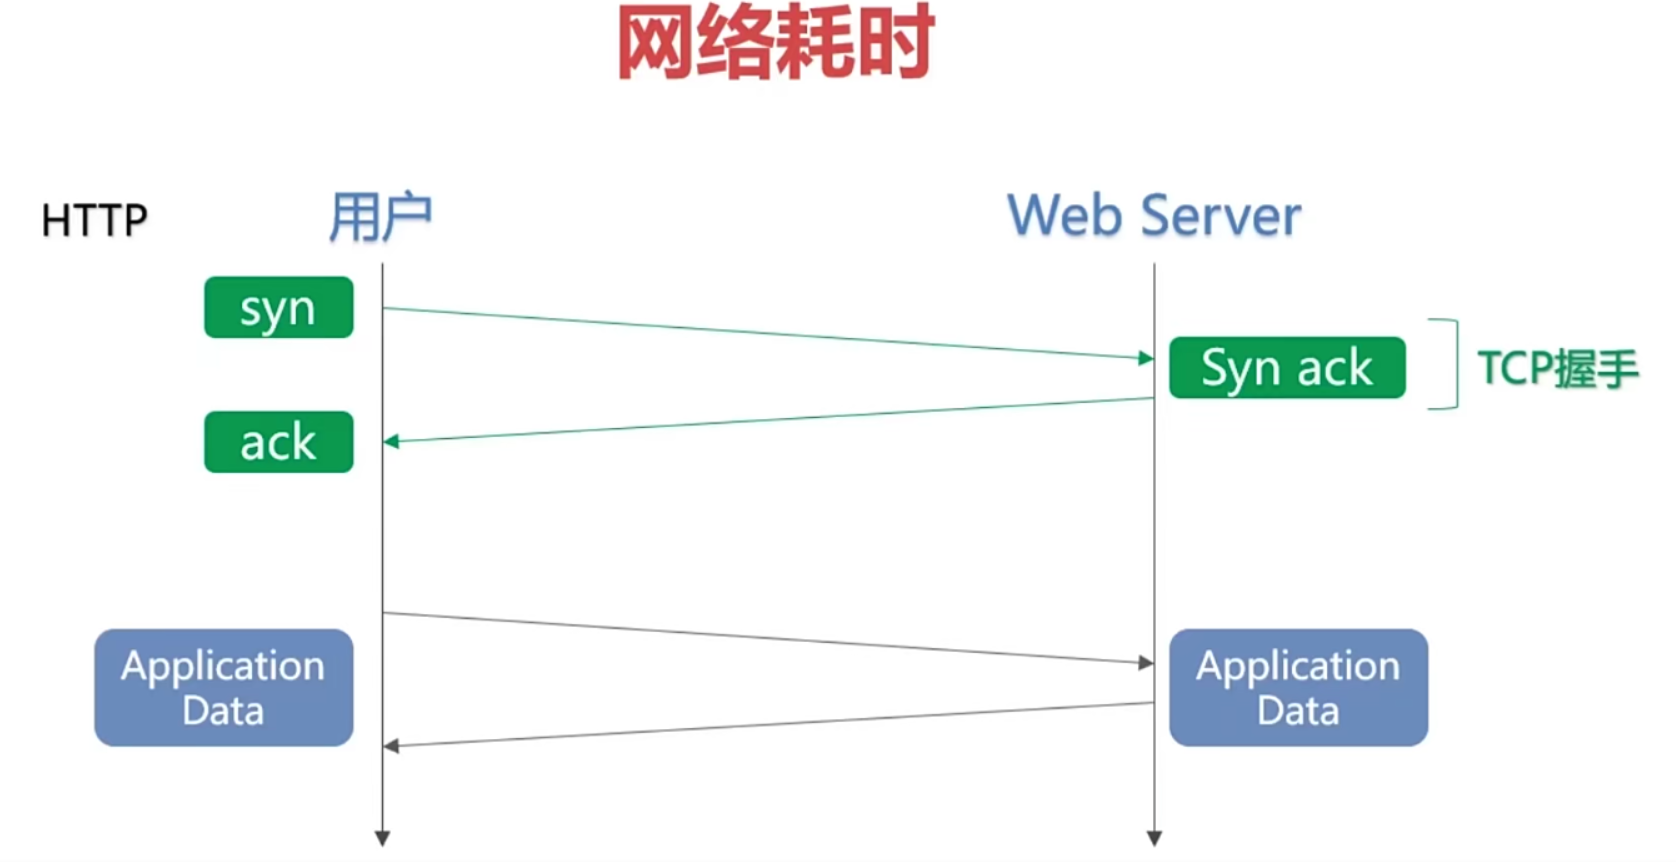 网络耗时
HTTP
用户
Web Server
syn
Syn ack
TCP握手
ack
Application
Data
Application
Data